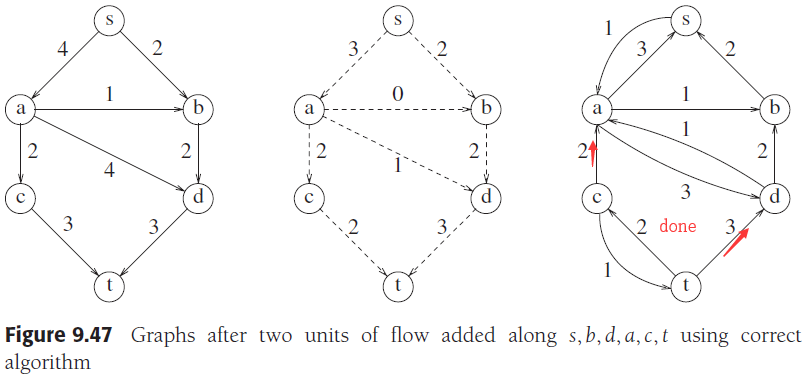 s s s
4 2 3 2 1 3 2
1 0 1
a b a b a b
1
2 4 2 2 1 2 2 3 2
c d c d c d
3 3 2 3 2 done 3
1
t t t
Figure 9.47 Graphs after two units of flow added along s, b, d, a, c, t using correct
algorithm